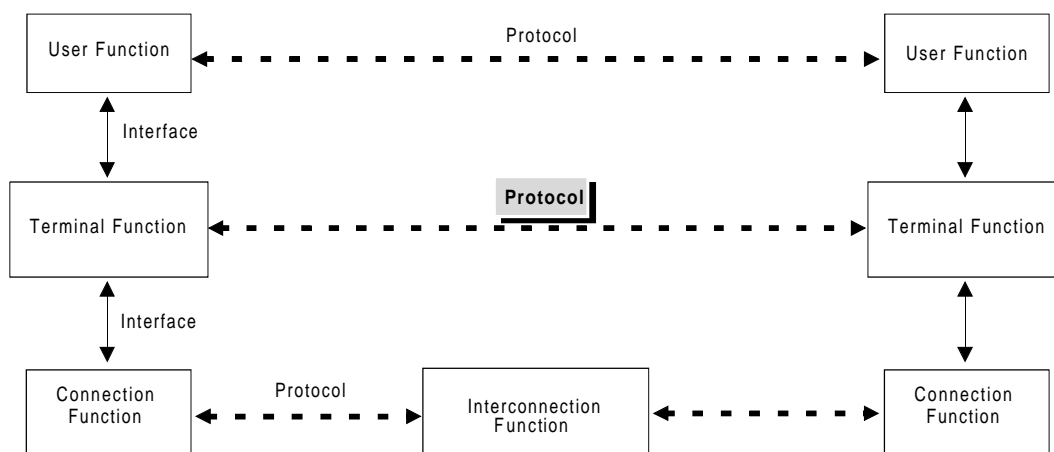 User Function
Protocol
User Function
Interface
Protocol
Terminal Function
Terminal Function
Interface
Connection
Function
Protocol
Interconnection
Function
Connection
Function